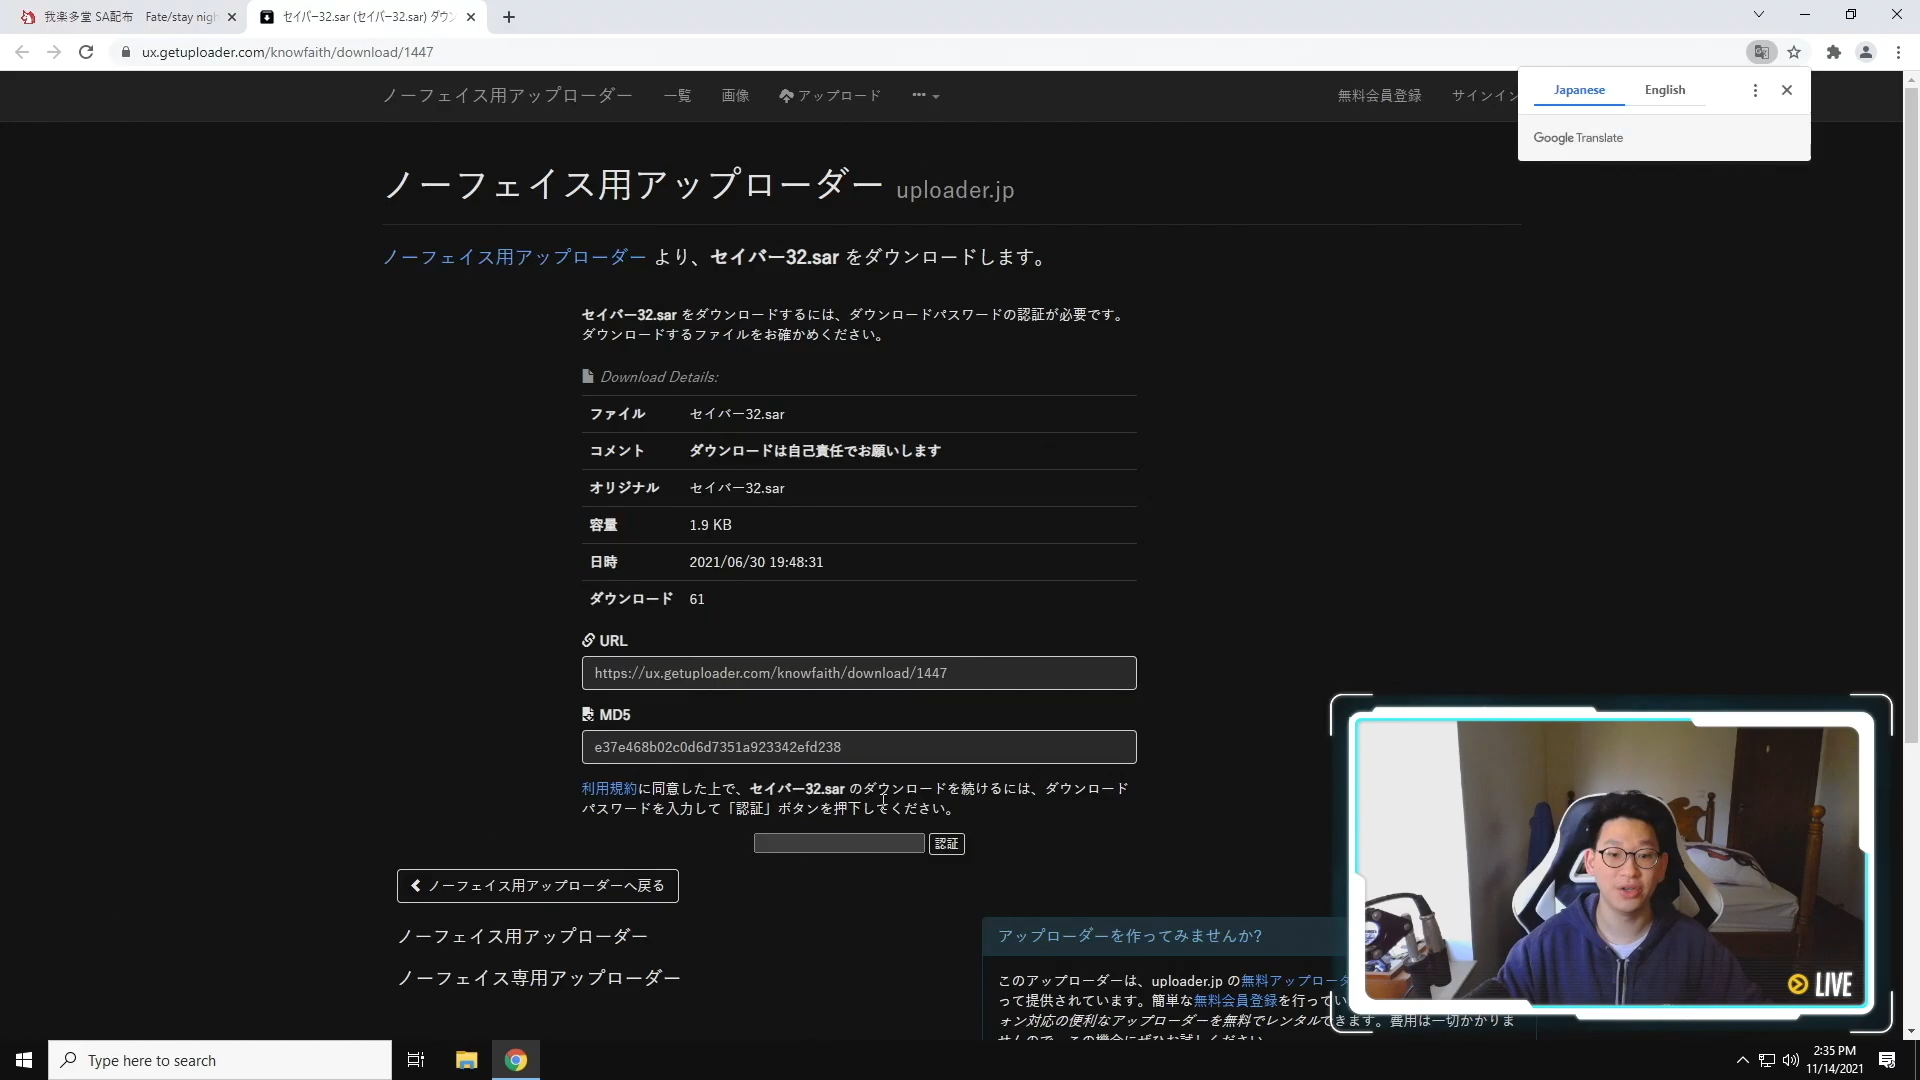 我楽多堂 SA配布　Fate/stay nigh
セイバー32.sar (セイバー32.sar) ダウン
ux.getuploader.com/knowfaith/download/1447
Japanese
English
Google Translate
ノーフェイス用アップローダー
一覧
画像
アップロード
無料会員登録
サインイン
ノーフェイス用アップローダー uploader.jp
ノーフェイス用アップローダー より、セイバー32.sar をダウンロードします。
セイバー32.sar をダウンロードするには、ダウンロードパスワードの認証が必要です。
ダウンロードするファイルをお確かめください。
Download Details:
ファイル セイバー32.sar
コメント ダウンロードは自己責任でお願いします
オリジナル セイバー32.sar
容量 1.9 KB
日時 2021/06/30 19:48:31
ダウンロード 61
URL
https://ux.getuploader.com/knowfaith/download/1447
MD5
e37e468b02c0d6d7351a923342efd238
利用規約に同意した上で、セイバー32.sar のダウンロードを続けるには、ダウンロード
パスワードを入力して「認証」ボタンを押下してください。
認証
ノーフェイス用アップローダーへ戻る
ノーフェイス用アップローダー
ノーフェイス専用アップローダー
アップローダーを作ってみませんか?
このアップローダーは、uploader.jp の無料アップローダ
って提供されています。簡単な無料会員登録を行ってい
ォン対応の便利なアップローダーを無料でレンタルできます。費用は一切かかりま
せんので、この機会にぜひお試しください。
LIVE
Type here to search
2:35 PM
11/14/2021